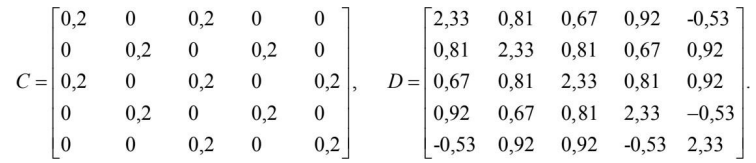 0,2 0 0,2 0 0 2,33 0,81 0,67 0,92 -0,53
0 0,2 0 0,2 0 0,81 2,33 0,81 0,67 0,92
C = 0,2 0 0,2 0 0,2 , D = 0,67 0,81 2,33 0,81 0,92 .
0 0,2 0 0,2 0 0,92 0,67 0,81 2,33 –0,53
0 0 0,2 0 0,2 -0,53 0,92 0,92 -0,53 2,33